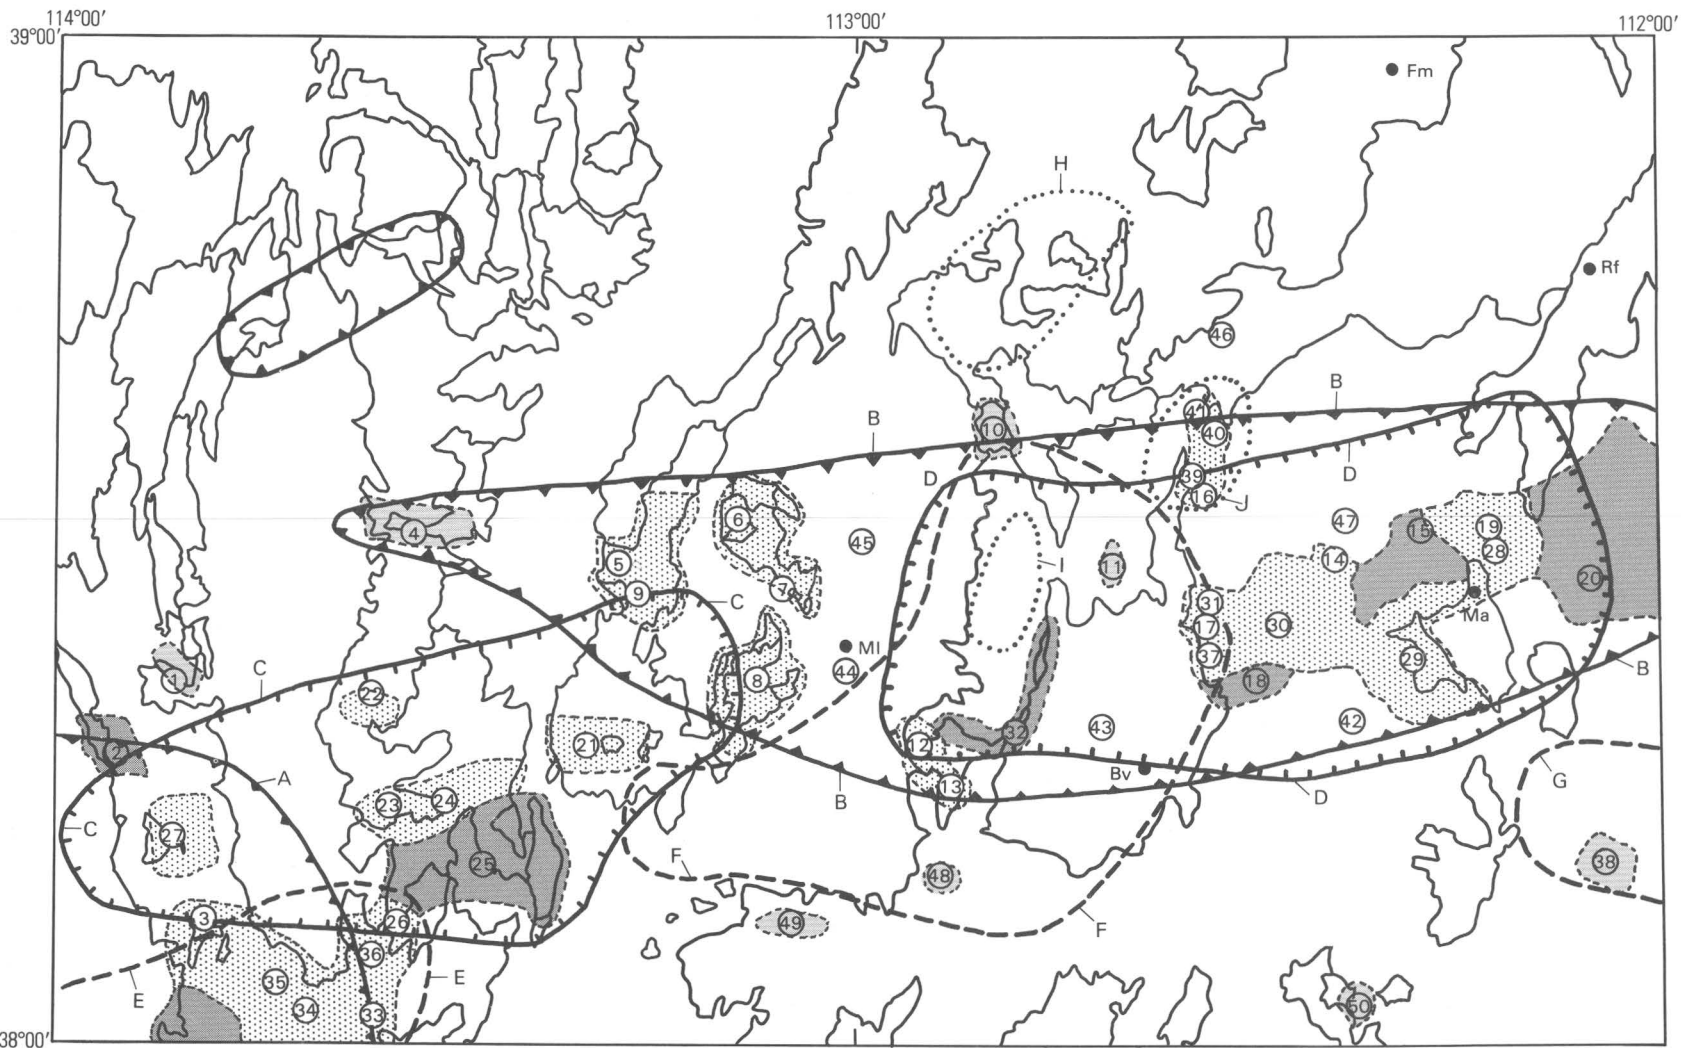 114°00′ 113°00′ 112°00′
39°00′
Fm
H
Rf
46
B
B
41
10 40
D D
39
16 J
6 47
4 15 19
45 14 28
5 I 11
20
9 7 C 31 Ma
17 30
Ml
C 44 37 29
1 8 18 B
22
42
43
2 21 12 32
Bv G
A 13
B D
24
23
C 27
F 38
25 48
3 26 49 F
36
E E
35
34 33 50
38°00′